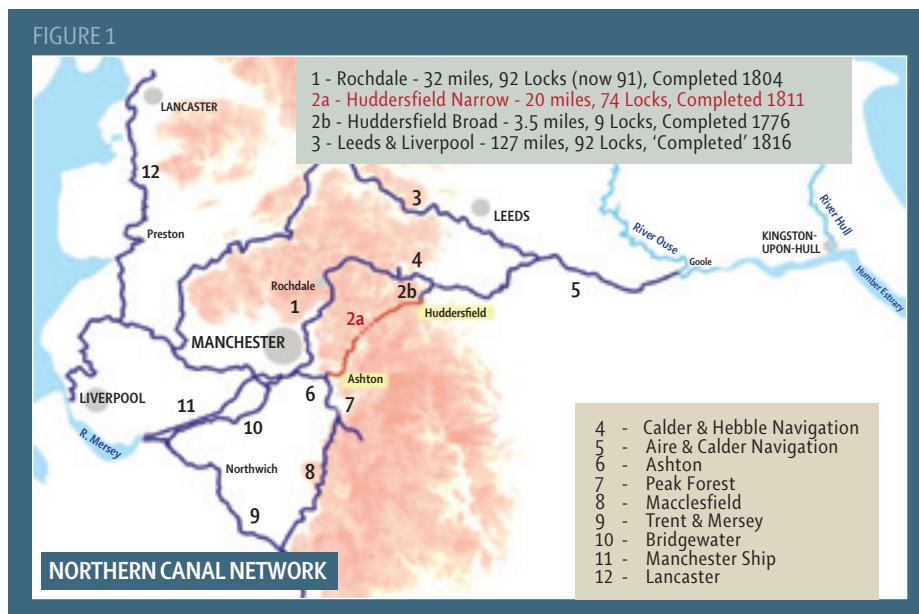 FIGURE 1
1 - Rochdale - 32 miles, 92 Locks (now 91), Completed 1804
2a - Huddersfield Narrow - 20 miles, 74 Locks, Completed 1811
2b - Huddersfield Broad - 3.5 miles, 9 Locks, Completed 1776
3 - Leeds & Liverpool - 127 miles, 92 Locks, ‘Completed’ 1816
LANCASTER
12
3
LEEDS
Preston
River Ouse
River Hull
KINGSTON-
UPON-HULL
Goole
Humber Estuary
4
Rochdale
2b
5
1
2a
Huddersfield
MANCHESTER
Ashton
6
LIVERPOOL
7
11
10
R. Mersey
Northwich
8
9
4 - Calder & Hebble Navigation
5 - Aire & Calder Navigation
6 - Ashton
7 - Peak Forest
8 - Macclesfield
9 - Trent & Mersey
10 - Bridgewater
11 - Manchester Ship
12 - Lancaster
NORTHERN CANAL NETWORK